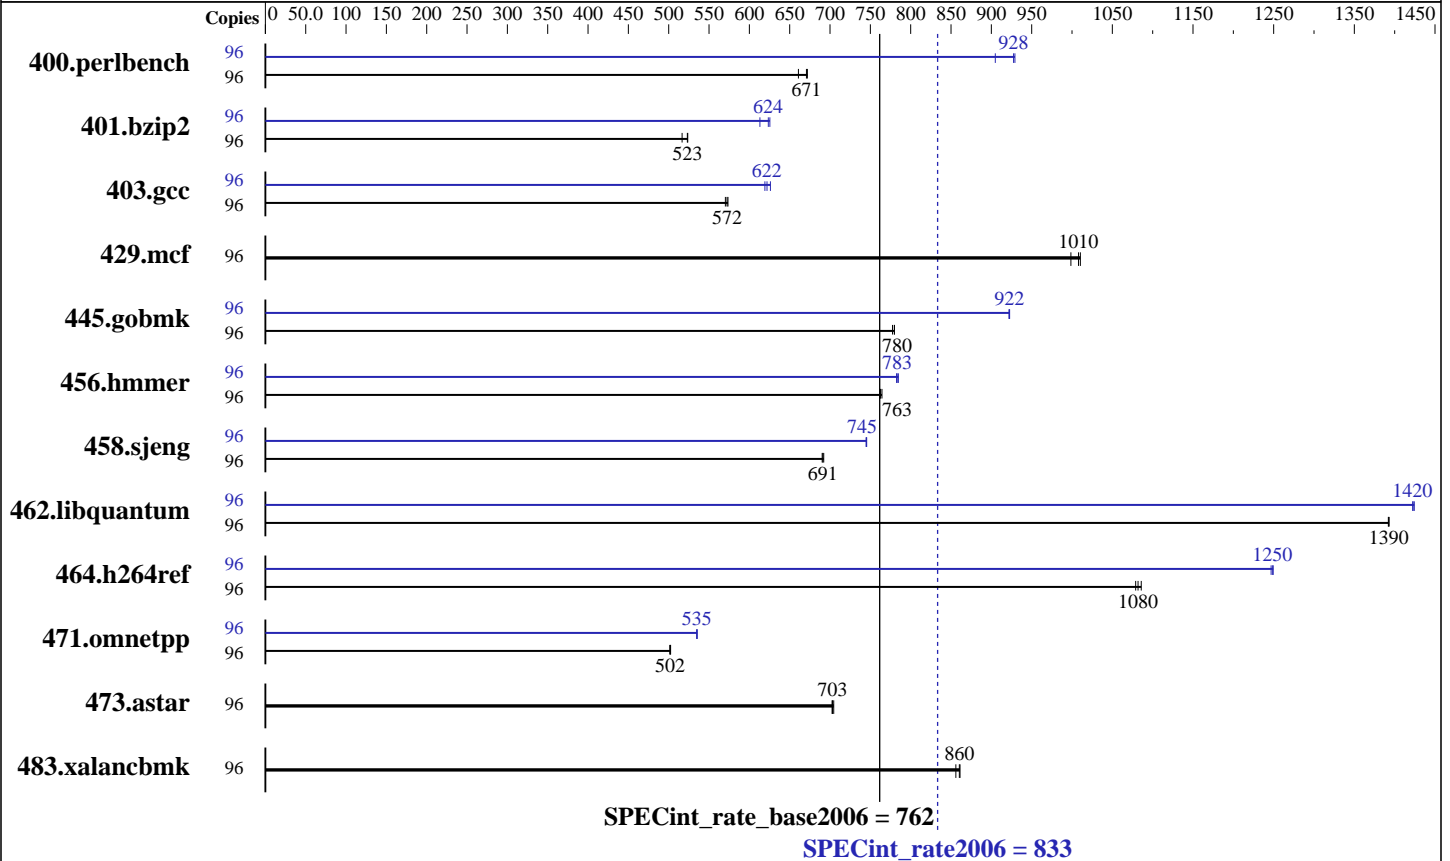 Copies 0 50.0 100 150 200 250 300 350 400 450 500 550 600 650 700 750 800 850 900 950 1050 1150 1250 1350 1450
400.perlbench 96 928
96 671
401.bzip2 96 624
96 523
403.gcc 96 622
96 572
429.mcf 96 1010
445.gobmk 96 922
96 780
456.hmmer 96 783
96 763
458.sjeng 96 745
96 691
462.libquantum 96 1420
96 1390
464.h264ref 96 1250
96 1080
471.omnetpp 96 535
96 502
473.astar 96 703
483.xalancbmk 96 860
SPECint_rate_base2006 = 762
SPECint_rate2006 = 833